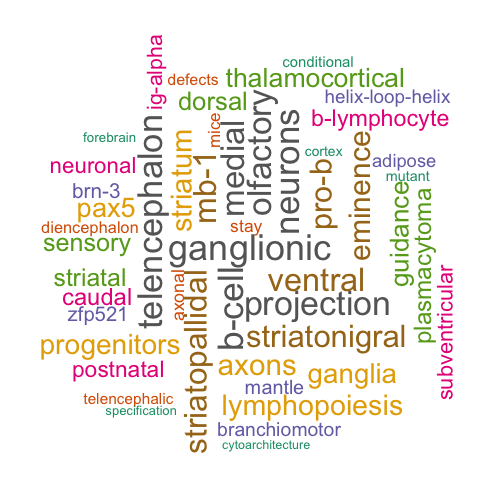 conditional
ig-alpha
defects
thalamocortical
dorsal
olfactory
helix-loop-helix
medial
neurons
b-lymphocyte
forebrain
telencephalon
striatum
mb-1
mice
pro-b
eminence
cortex
adipose
neuronal
mutant
brn-3
pax5
guidance
plasmacytoma
diencephalon
stay
sensory
ganglionic
striatal
axonal
b-cell
ventral
caudal
projection
subventricular
zfp521
striatopallidal
striatonigral
progenitors
postnatal
axons
ganglia
mantle
telencephalic
lymphopoiesis
specification
branchiomotor
cytoarchitecture